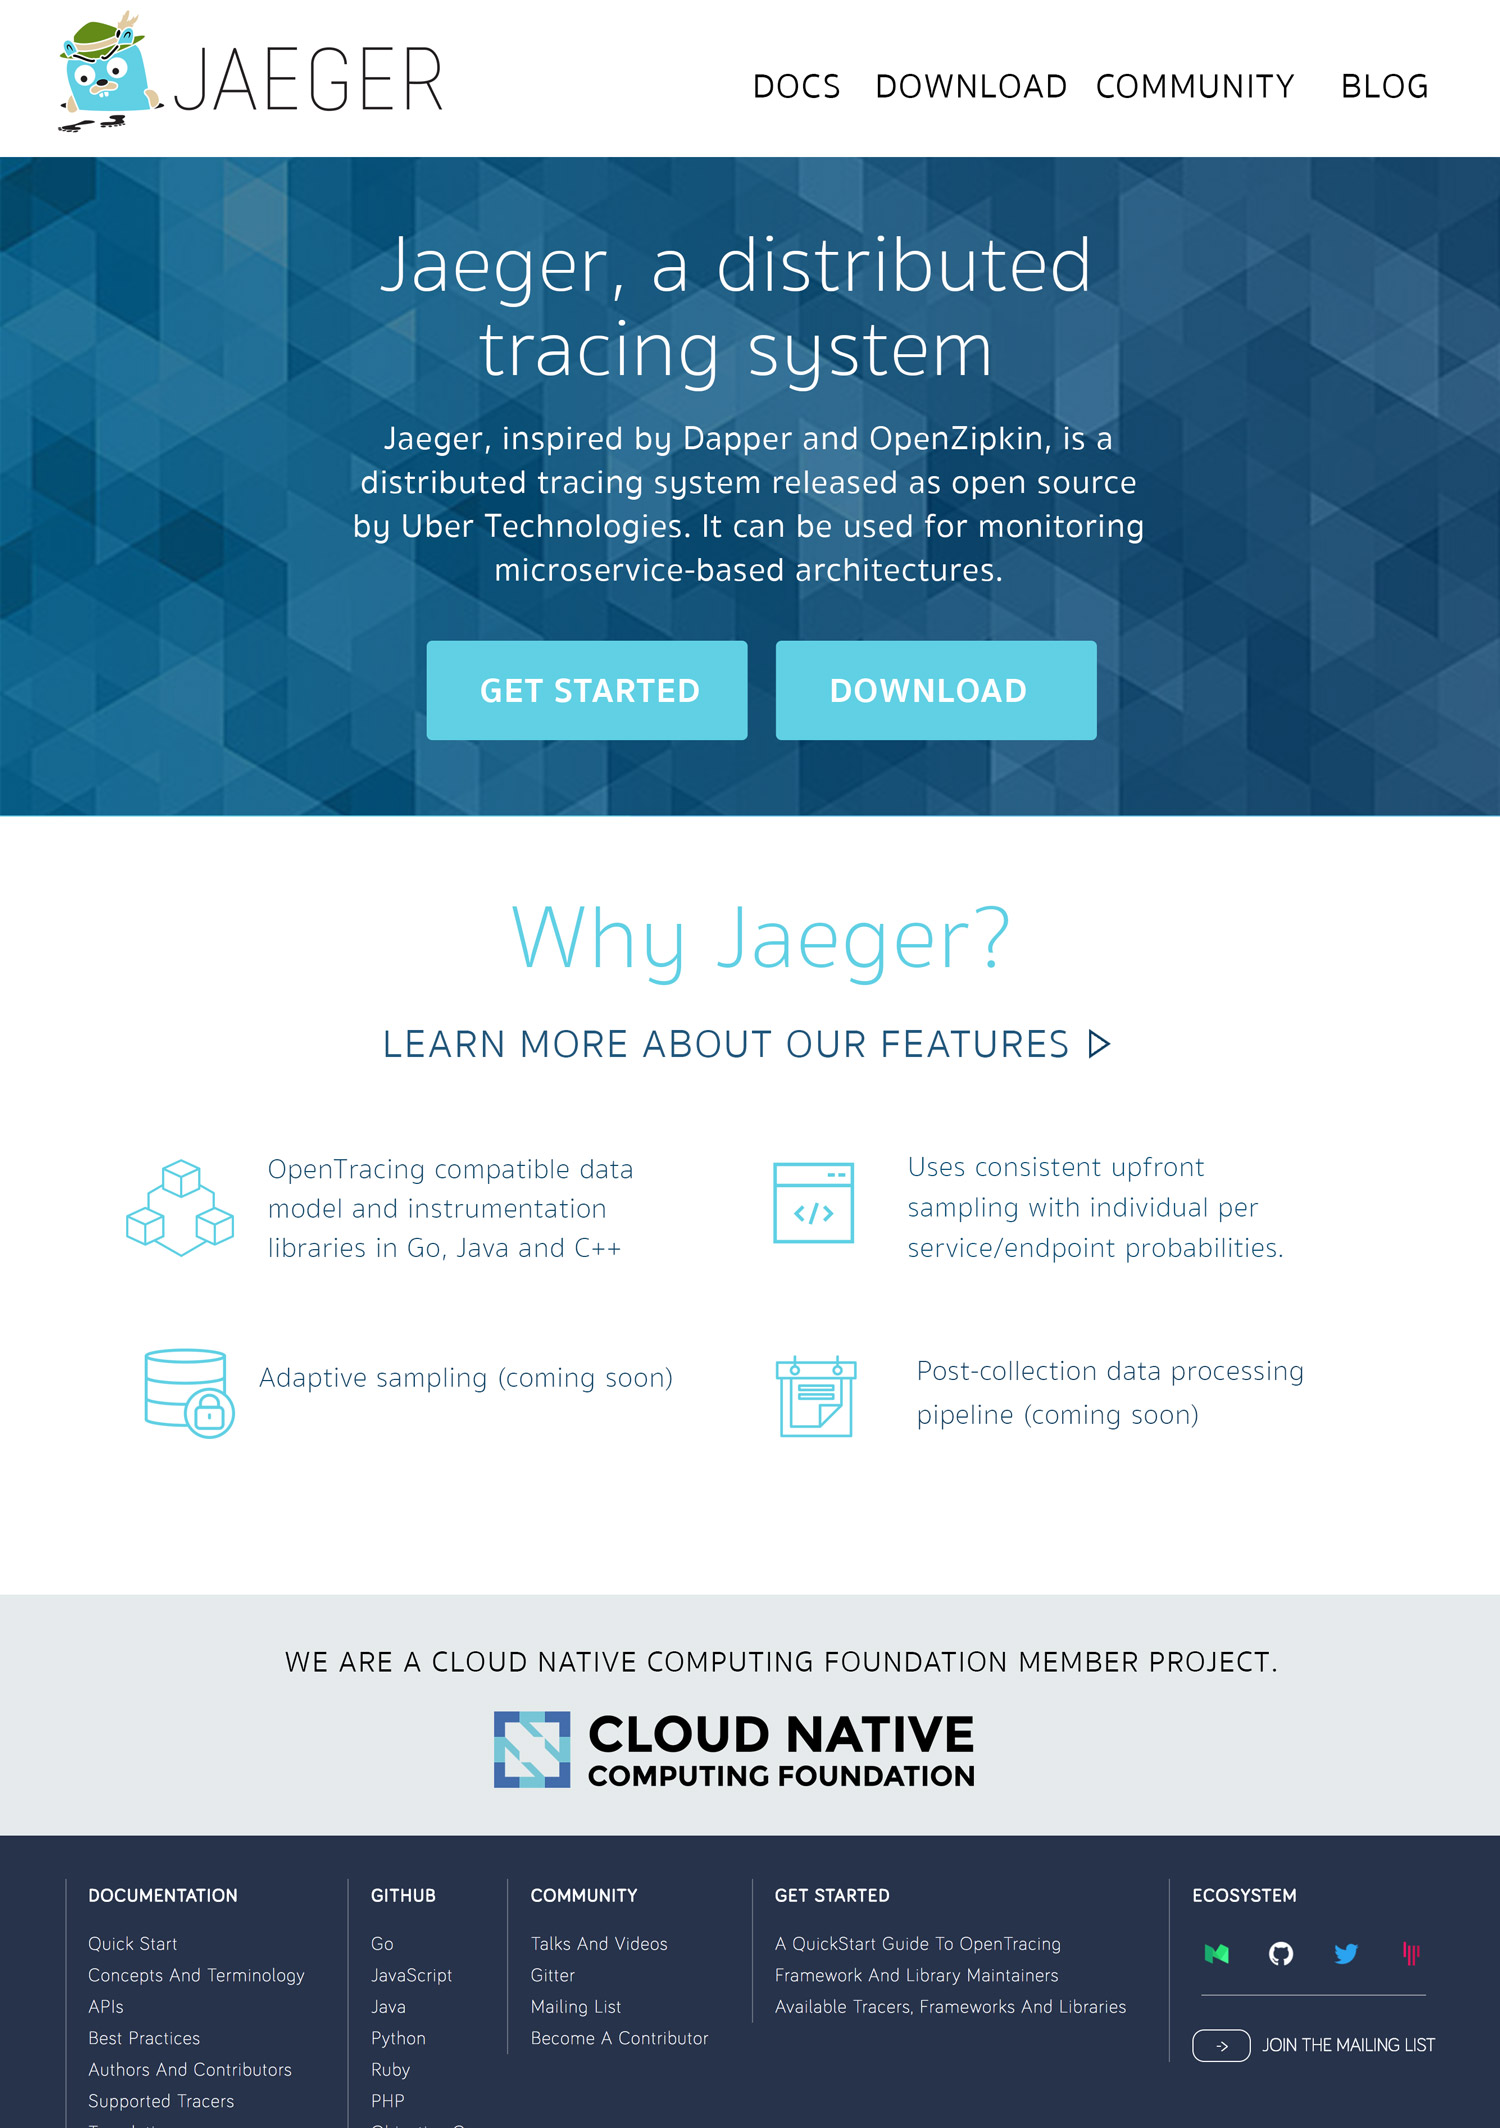 JAEGER
DOCS DOWNLOAD COMMUNITY BLOG
Jaeger, a distributed
tracing system
Jaeger, inspired by Dapper and OpenZipkin, is a
distributed tracing system released as open source
by Uber Technologies. It can be used for monitoring
microservice-based architectures.
GET STARTED DOWNLOAD
Why Jaeger?
LEARN MORE ABOUT OUR FEATURES
OpenTracing compatible data
model and instrumentation
libraries in Go, Java and C++
Uses consistent upfront
sampling with individual per
service/endpoint probabilities.
</>
Adaptive sampling (coming soon)
Post-collection data processing
pipeline (coming soon)
WE ARE A CLOUD NATIVE COMPUTING FOUNDATION MEMBER PROJECT.
CLOUD NATIVE
COMPUTING FOUNDATION
DOCUMENTATION
Quick Start
Concepts And Terminology
APIs
Best Practices
Authors And Contributors
Supported Tracers
GITHUB
Go
JavaScript
Java
Python
Ruby
PHP
COMMUNITY
Talks And Videos
Gitter
Mailing List
Become A Contributor
GET STARTED
A QuickStart Guide To OpenTracing
Framework And Library Maintainers
Available Tracers, Frameworks And Libraries
ECOSYSTEM
-> JOIN THE MAILING LIST